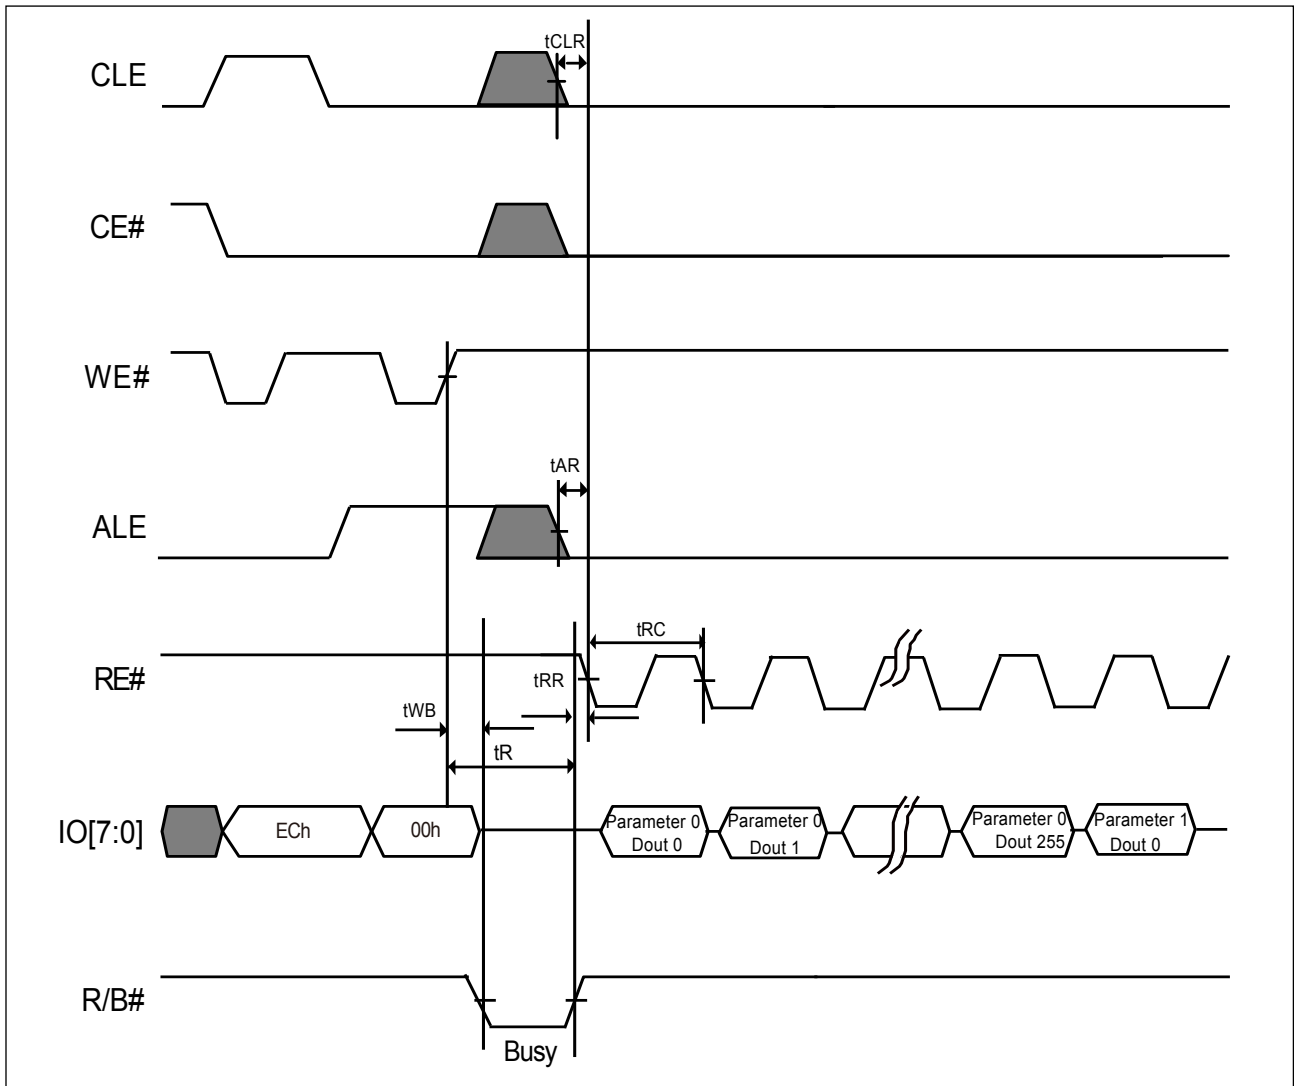 tCLR
CLE
CE#
WE#
tAR
ALE
tRC
RE#
tRR
tWB
tR
IO[7:0]
ECh
00h
Parameter 0
Dout 0
Parameter 0
Dout 1
Parameter 0
Dout 255
Parameter 1
Dout 0
R/B#
Busy